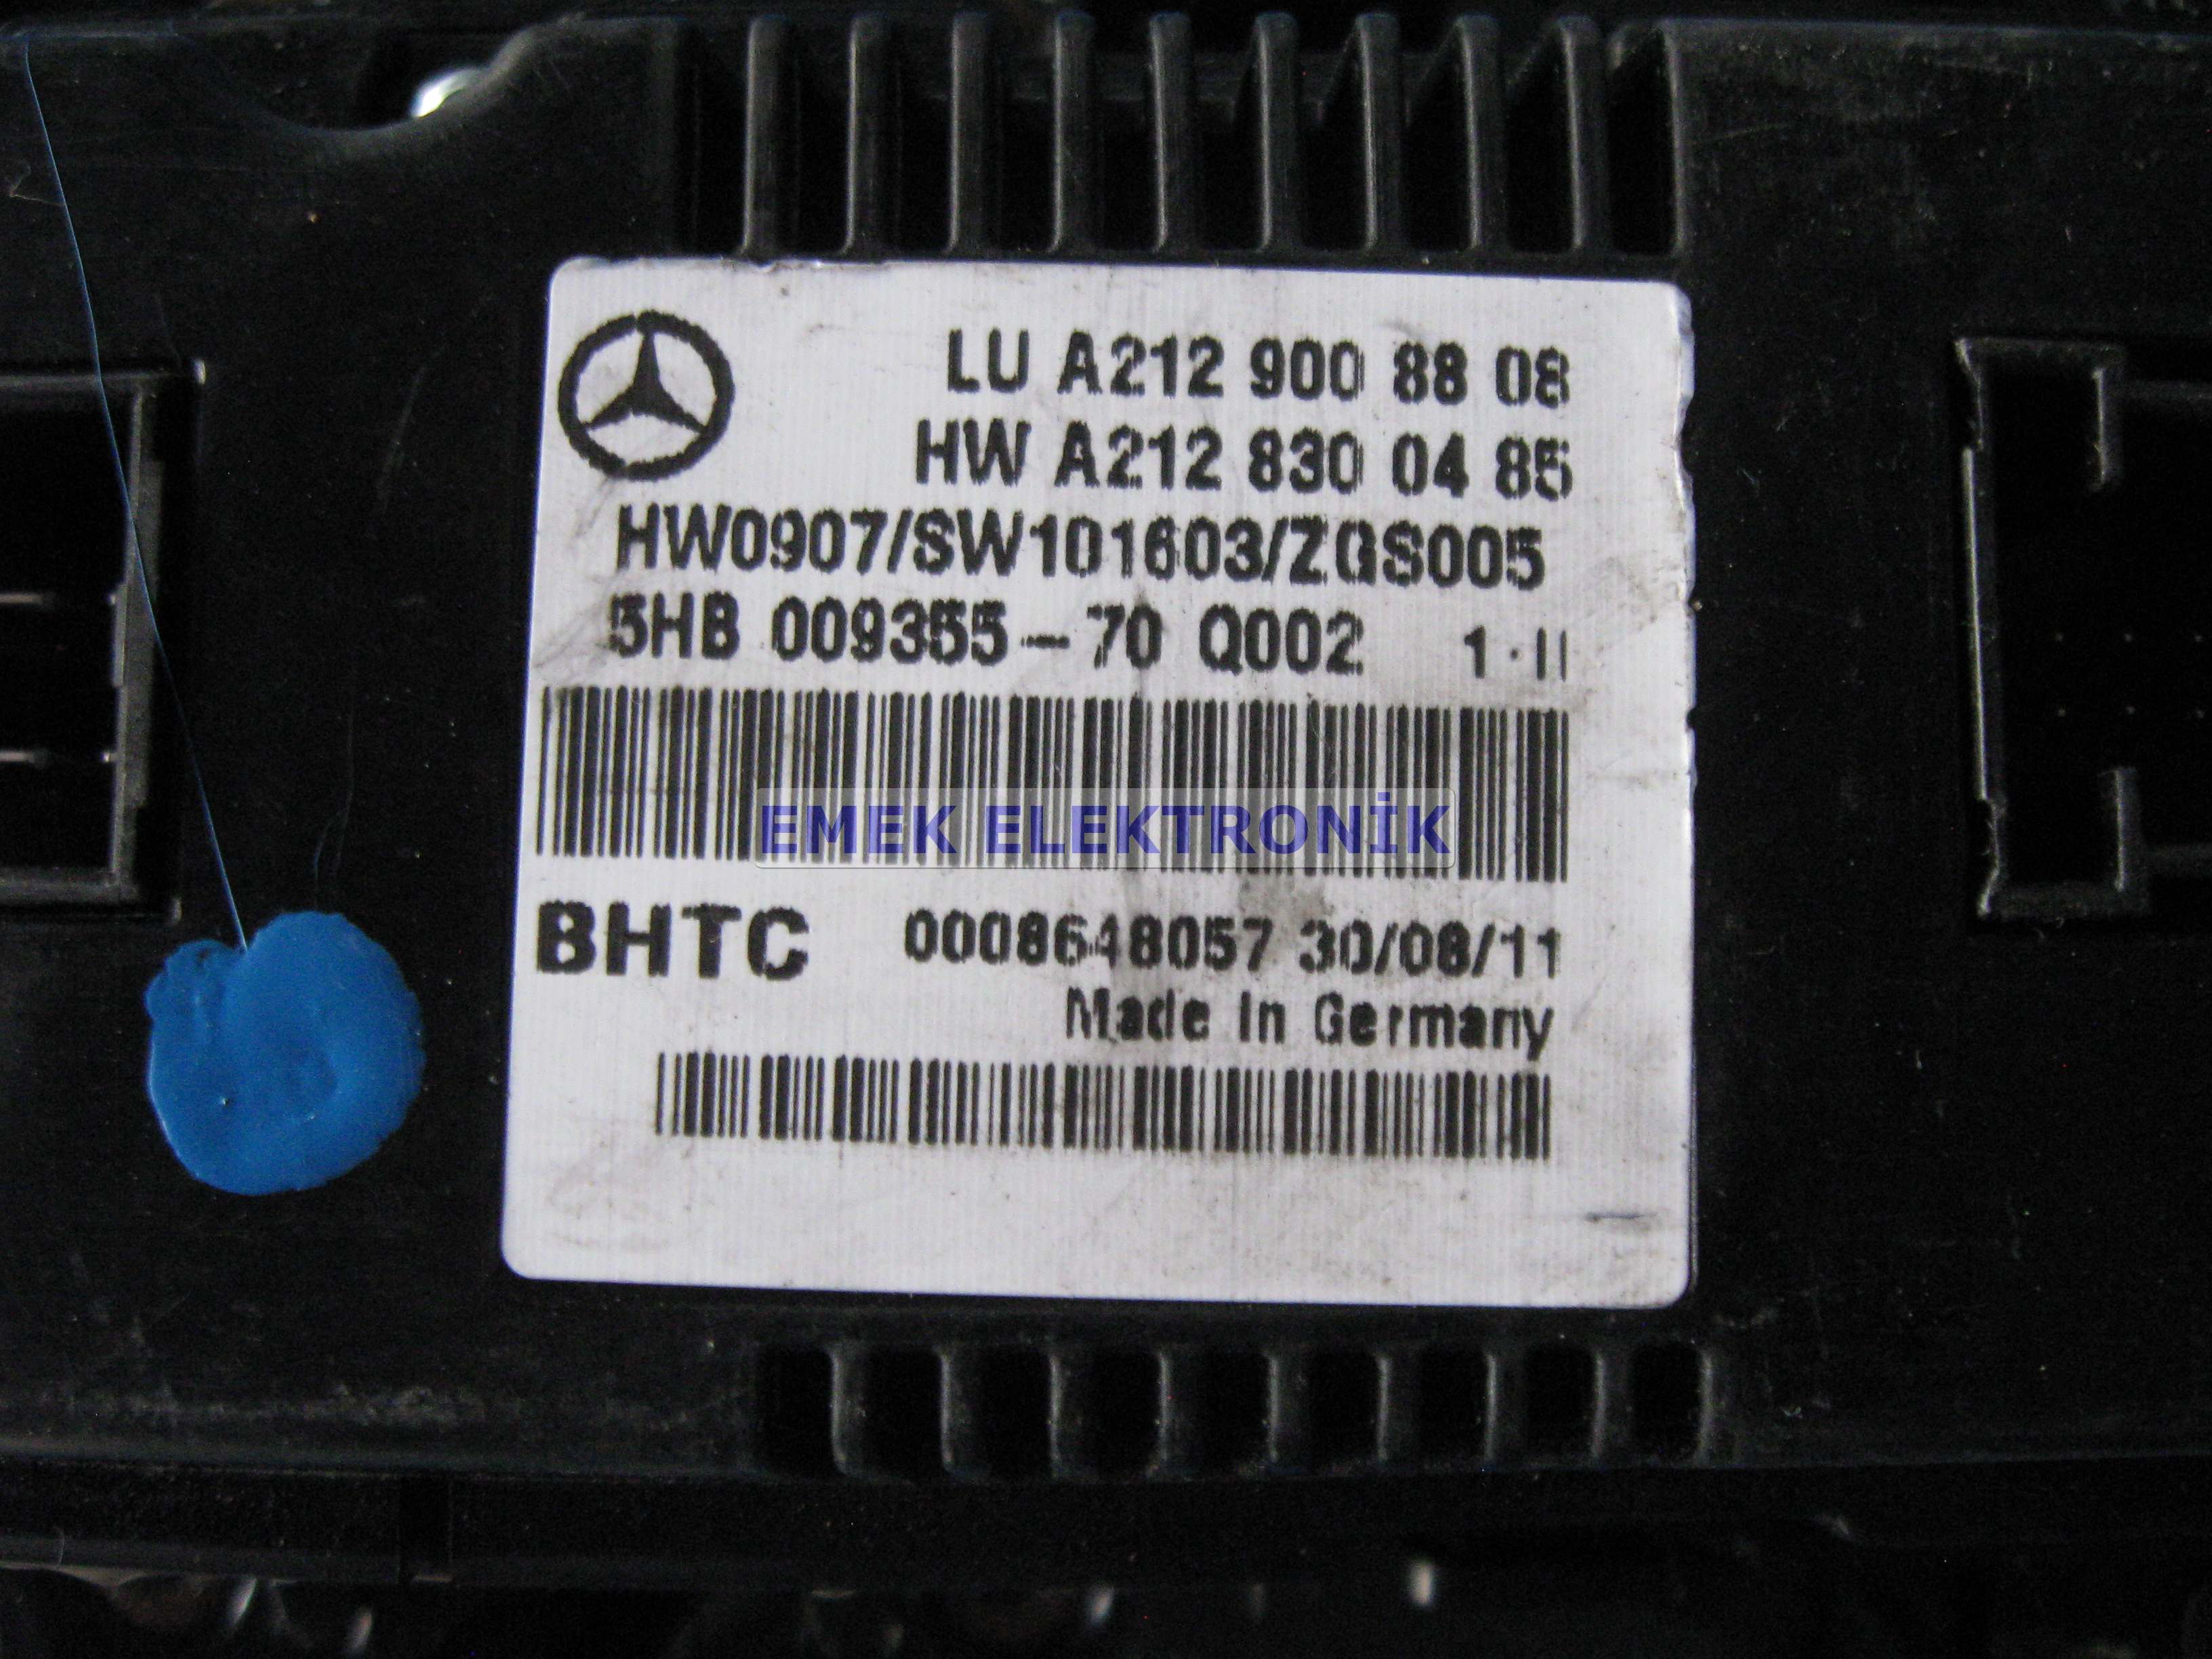 LU A212 900 88 08
HW A212 830 04 85
HW0907/SW101603/ZGS005
5HB 009355-70 Q002 1·II
EMEK ELEKTRONİK
BHTC 0008648057 30/08/11
Made In Germany